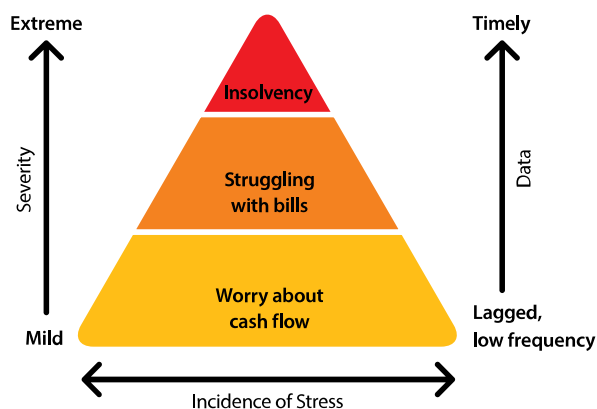 Extreme
Timely
Insolvency
Severity
Struggling
with bills
Data
Worry about
cash flow
Mild
Lagged,
low frequency
Incidence of Stress